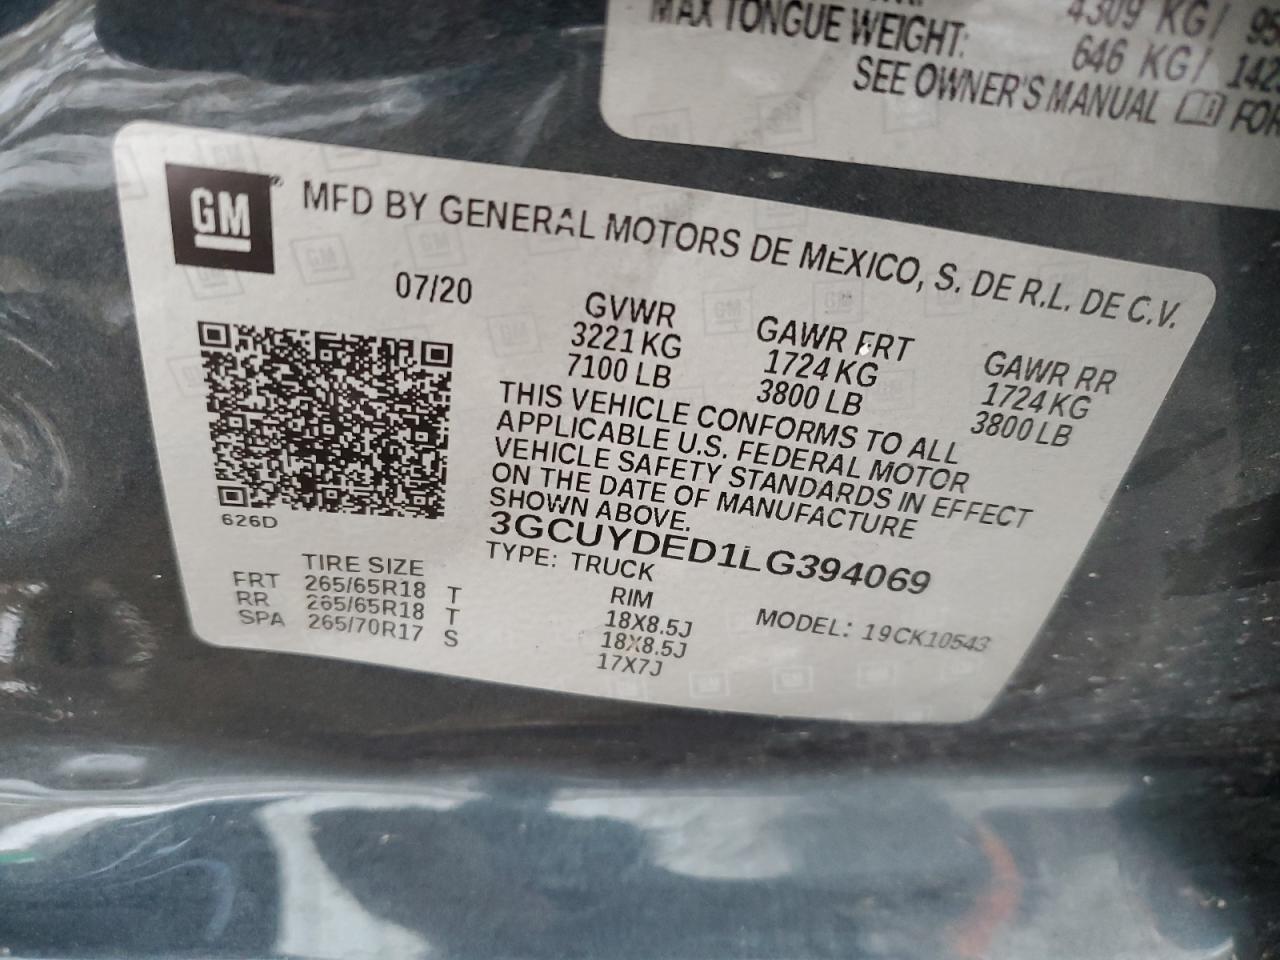 MAX TONGUE WEIGHT:
4309 KG/
646 KG/
SEE OWNER'S MANUAL FOR
GM
MFD BY GENERAL MOTORS DE MEXICO, S. DE R.L. DE C.V.
07/20
GVWR
3221 KG
7100 LB
GAWR FRT
1724 KG
3800 LB
GAWR RR
1724 KG
3800 LB
THIS VEHICLE CONFORMS TO ALL
APPLICABLE U.S. FEDERAL MOTOR
VEHICLE SAFETY STANDARDS IN EFFECT
ON THE DATE OF MANUFACTURE
SHOWN ABOVE.
3GCUYDED1LG394069
TYPE: TRUCK
MODEL: 19CK10543
626D
TIRE SIZE RIM
FRT 265/65R18 T 18X8.5J
RR 265/65R18 T 18X8.5J
SPA 265/70R17 S 17X7J